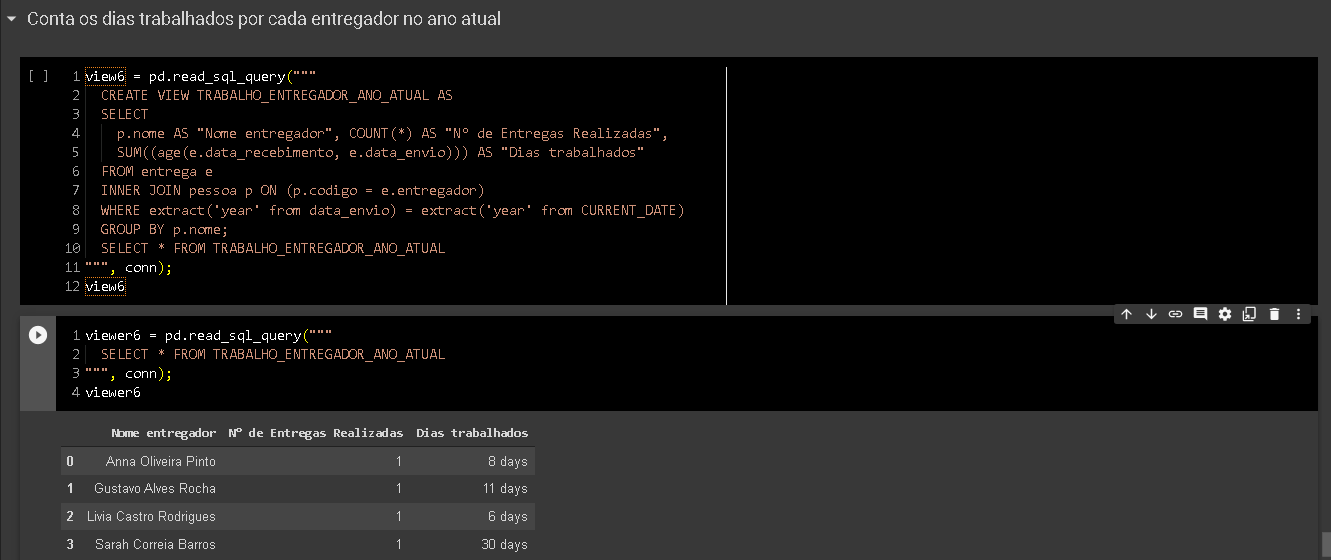 Conta os dias trabalhados por cada entregador no ano atual
[ ]
1 view6 = pd.read_sql_query("""
2 CREATE VIEW TRABALHO_ENTREGADOR_ANO_ATUAL AS
3 SELECT
4 p.nome AS "Nome entregador", COUNT(*) AS "Nº de Entregas Realizadas",
5 SUM((age(e.data_recebimento, e.data_envio))) AS "Dias trabalhados"
6 FROM entrega e
7 INNER JOIN pessoa p ON (p.codigo = e.entregador)
8 WHERE extract('year' from data_envio) = extract('year' from CURRENT_DATE)
9 GROUP BY p.nome;
10 SELECT * FROM TRABALHO_ENTREGADOR_ANO_ATUAL
11 """, conn);
12 view6
1 viewer6 = pd.read_sql_query("""
2 SELECT * FROM TRABALHO_ENTREGADOR_ANO_ATUAL
3 """, conn);
4 viewer6
Nome entregador Nº de Entregas Realizadas Dias trabalhados
0 Anna Oliveira Pinto 1 8 days
1 Gustavo Alves Rocha 1 11 days
2 Livia Castro Rodrigues 1 6 days
3 Sarah Correia Barros 1 30 days